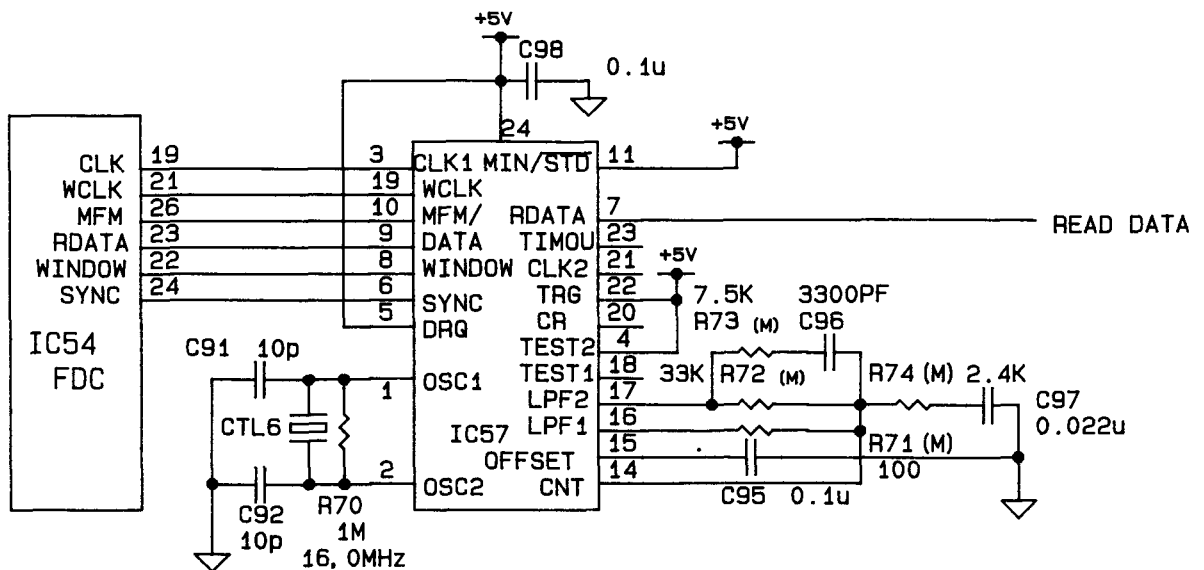 +5V
C98
0.1u
24
+5V
CLK 19 3 CLK1 MIN/STD 11
WCLK 21 19 WCLK
MFM 26 10 MFM/ RDATA 7 READ DATA
RDATA 23 9 DATA TIMOU 23
WINDOW 22 8 WINDOW CLK2 21 +5V
SYNC 24 6 SYNC TRG 22 7.5K 3300PF
5 DRQ CR 20 R73 (M) C96
IC54
FDC
TEST2 4
C91 10p TEST1 18 33K R72 (M) R74 (M) 2.4K
1 OSC1 LPF2 17 C97
0.022u
CTL6 IC57 LPF1 16
OFFSET 15 R71 (M)
100
2 OSC2 CNT 14
C92
10p
R70
1M
16,0MHz
C95 0.1u